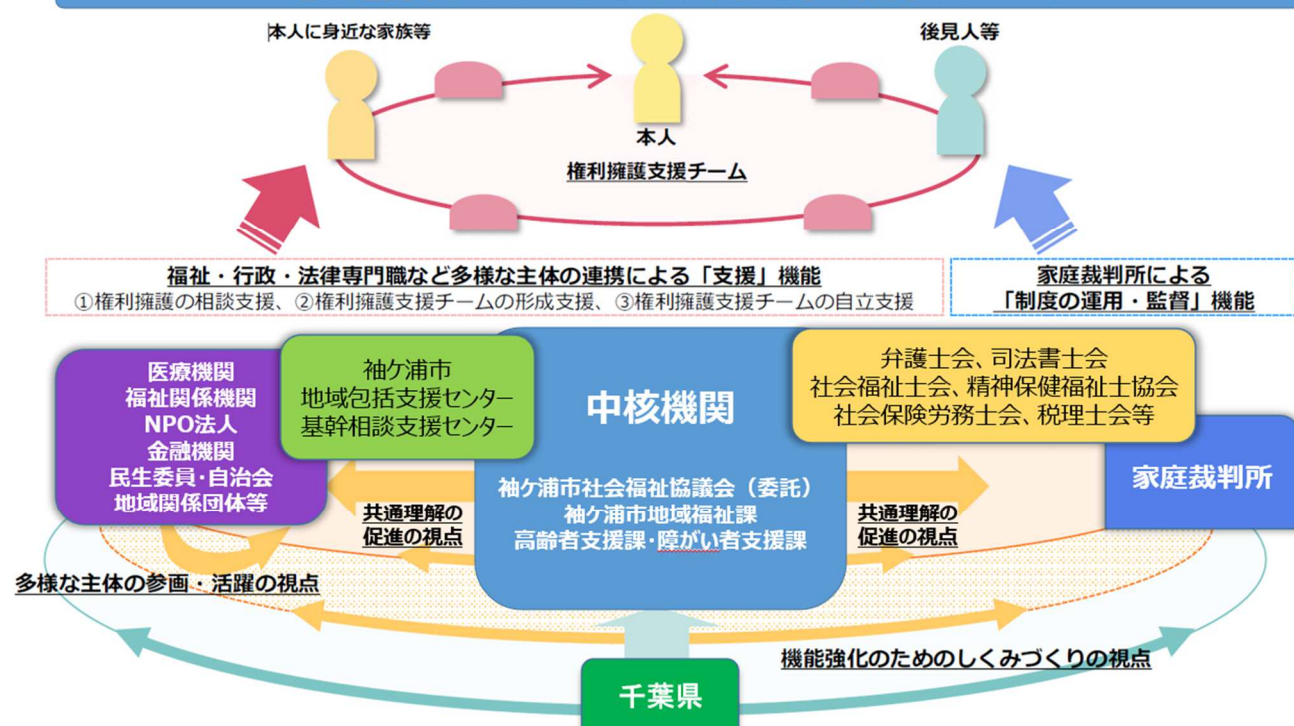 本人に身近な家族等
後見人等
本人
権利擁護支援チーム
福祉・行政・法律専門職など多様な主体の連携による「支援」機能
①権利擁護の相談支援、②権利擁護支援チームの形成支援、③権利擁護支援チームの自立支援
家庭裁判所による
「制度の運用・監督」機能
医療機関
福祉関係機関
NPO法人
金融機関
民生委員・自治会
地域関係団体等
袖ケ浦市
地域包括支援センター
基幹相談支援センター
中核機関
袖ケ浦市社会福祉協議会（委託）
袖ケ浦市地域福祉課
高齢者支援課・障がい者支援課
弁護士会、司法書士会
社会福祉士会、精神保健福祉士協会
社会保険労務士会、税理士会等
家庭裁判所
共通理解の
促進の視点
共通理解の
促進の視点
多様な主体の参画・活躍の視点
機能強化のためのしくみづくりの視点
千葉県